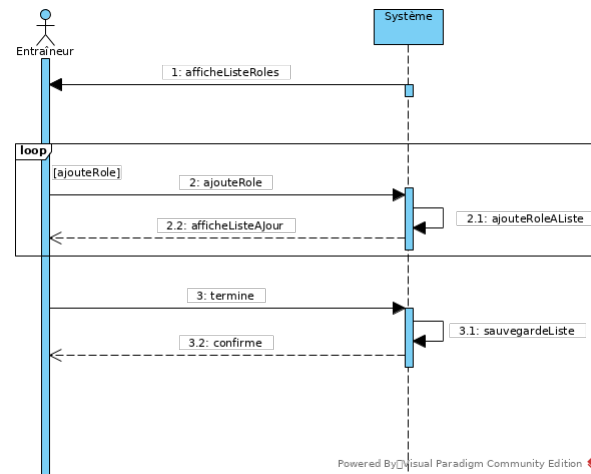 Système
Entraîneur
1: afficheListeRoles
loop
[ajouteRole]
2: ajouteRole
2.1: ajouteRoleAListe
2.2: afficheListeAJour
3: termine
3.1: sauvegardeListe
3.2: confirme
Powered By Visual Paradigm Community Edition